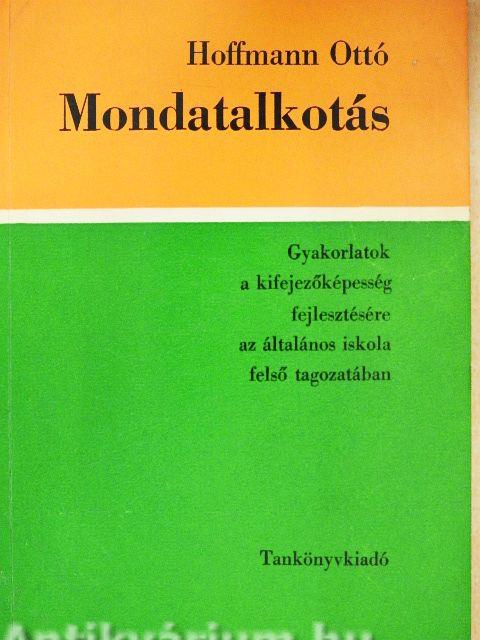 Hoffmann Ottó
Mondatalkotás
Gyakorlatok
a kifejezőképesség
fejlesztésére
az általános iskola
felső tagozatában
Tankönyvkiadó
Antikvárium.hu